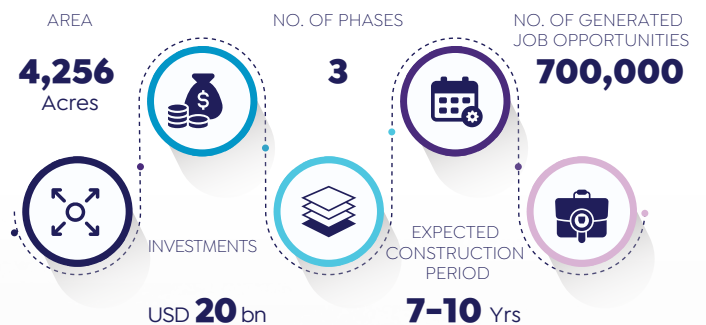 AREA
4,256
Acres
INVESTMENTS
USD 20 bn
NO. OF PHASES
3
EXPECTED
CONSTRUCTION
PERIOD
7-10 Yrs
NO. OF GENERATED
JOB OPPORTUNITIES
700,000
$